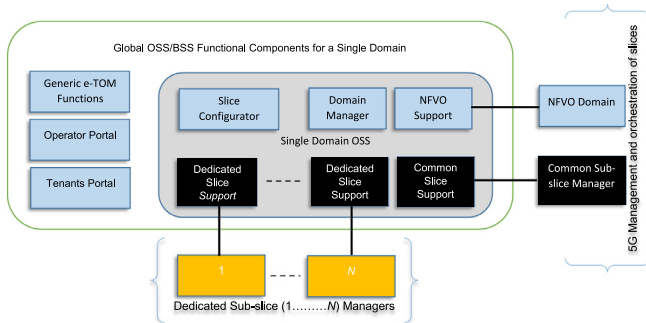 Global OSS/BSS Functional Components for a Single Domain
Generic e-TOM
Functions
Operator Portal
Tenants Portal
Slice
Configurator
Domain
Manager
NFVO
Support
Single Domain OSS
Dedicated
Slice
Support
Dedicated
Slice
Support
Common
Slice
Support
NFVO Domain
Common Sub-
slice Manager
5G Management and orchestration of slices
1
N
Dedicated Sub-slice (1.........N) Managers